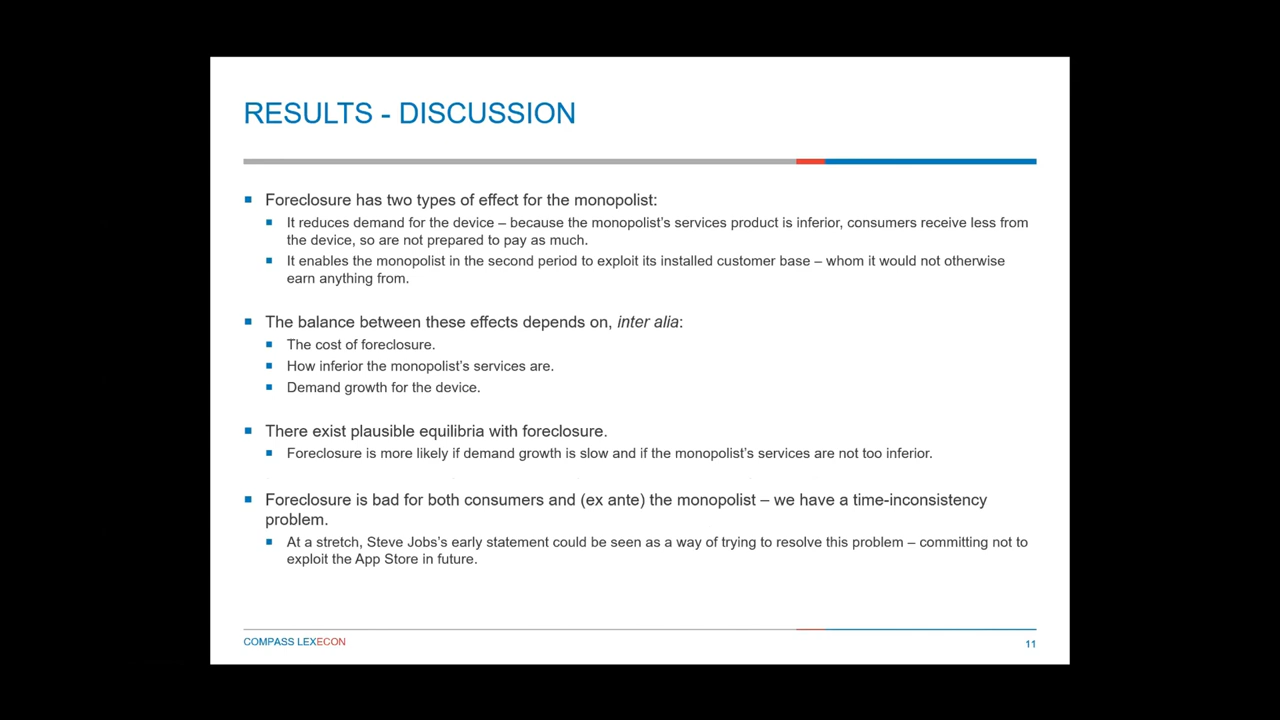 RESULTS - DISCUSSION
Foreclosure has two types of effect for the monopolist:
It reduces demand for the device – because the monopolist's services product is inferior, consumers receive less from
the device, so are not prepared to pay as much.
It enables the monopolist in the second period to exploit its installed customer base – whom it would not otherwise
earn anything from.
The balance between these effects depends on, inter alia:
The cost of foreclosure.
How inferior the monopolist's services are.
Demand growth for the device.
There exist plausible equilibria with foreclosure.
Foreclosure is more likely if demand growth is slow and if the monopolist's services are not too inferior.
Foreclosure is bad for both consumers and (ex ante) the monopolist – we have a time-inconsistency
problem.
At a stretch, Steve Jobs's early statement could be seen as a way of trying to resolve this problem – committing not to
exploit the App Store in future.
COMPASS LEXECON
11